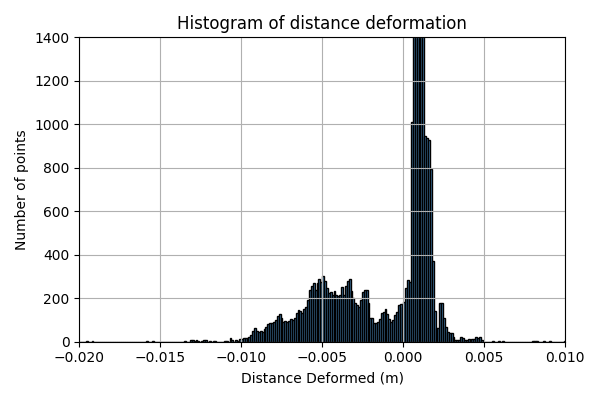 Histogram of distance deformation
1400
1200
1000
800
600
400
200
0
Number of points
−0.020 −0.015 −0.010 −0.005 0.000 0.005 0.010
Distance Deformed (m)